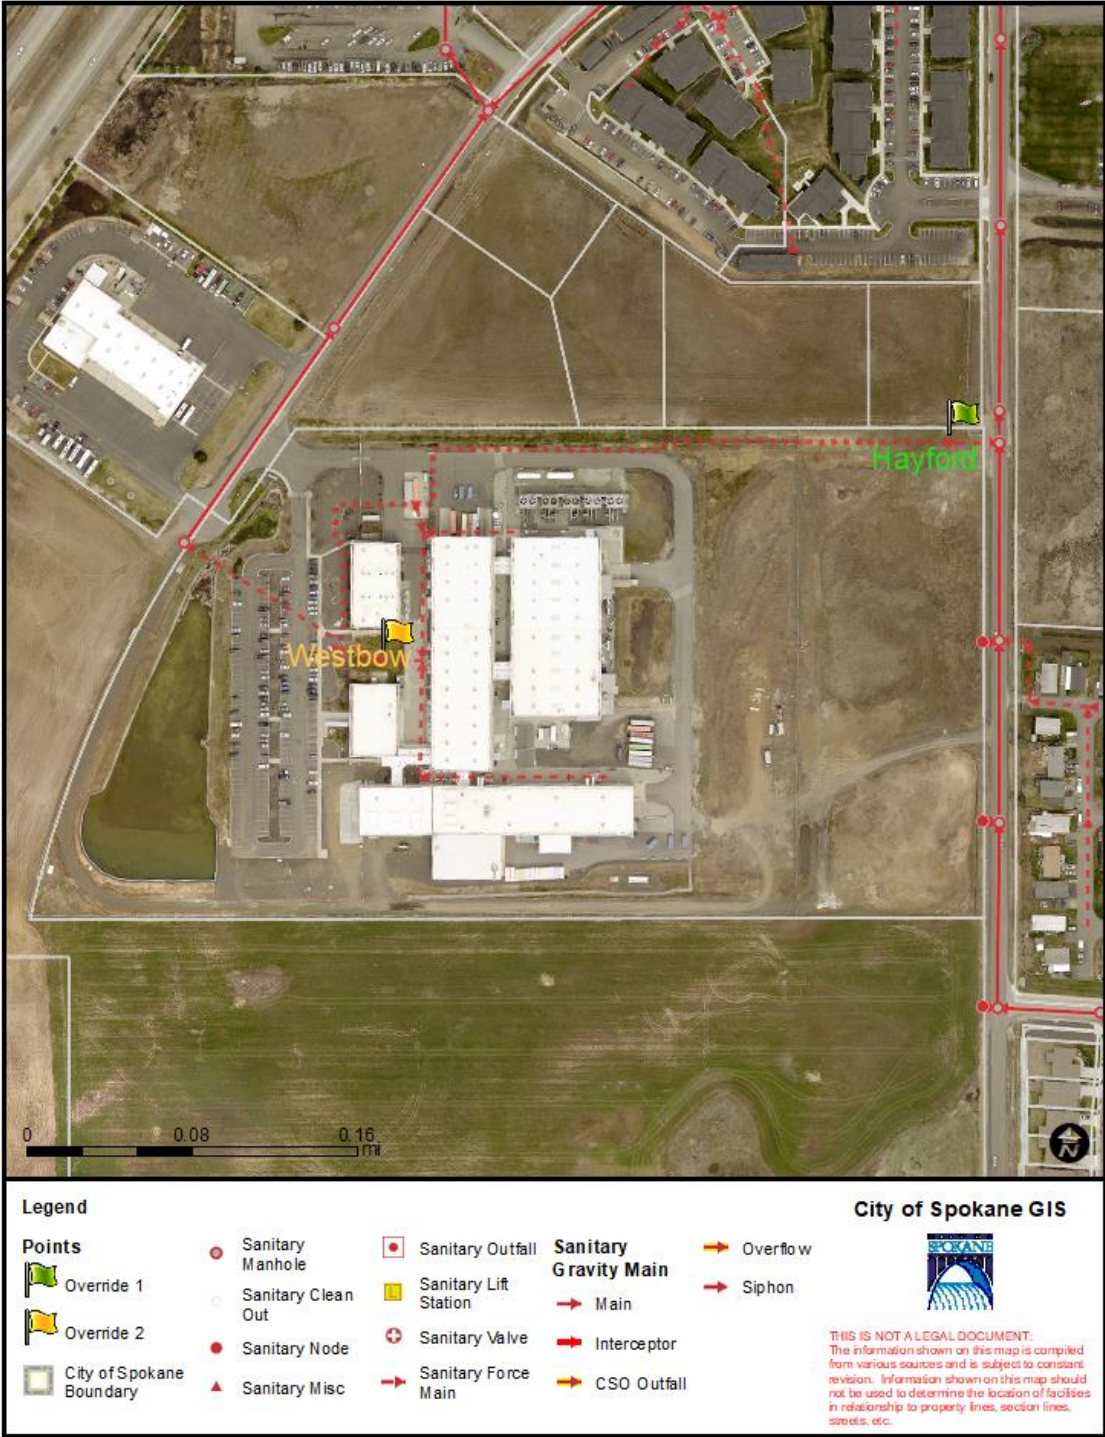 Hayford
Westbow
0
0.08
0.16
mi
N
Legend
Points
Override 1
Override 2
City of Spokane
Boundary
Sanitary
Manhole
Sanitary Clean
Out
Sanitary Node
Sanitary Misc
Sanitary Outfall
L
Sanitary Lift
Station
Sanitary Valve
Sanitary Force
Main
Sanitary
Gravity Main
Main
Interceptor
CSO Outfall
Overflow
Siphon
City of Spokane GIS
SPOKANE
THIS IS NOT A LEGAL DOCUMENT:
The information shown on this map is compiled
from various sources and is subject to constant
revision. Information shown on this map should
not be used to determine the location of facilities
in relationship to property lines, section lines,
streets, etc.